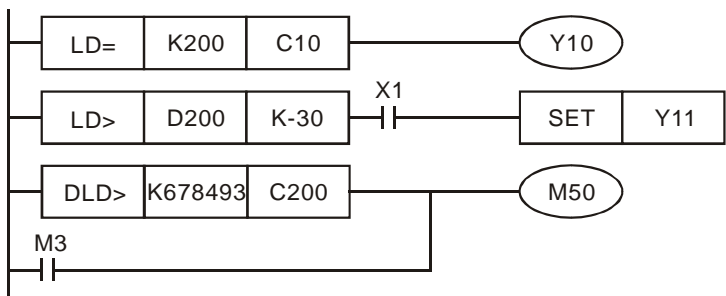 LD= K200 C10 Y10
X1
LD> D200 K-30 SET Y11
DLD> K678493 C200 M50
M3